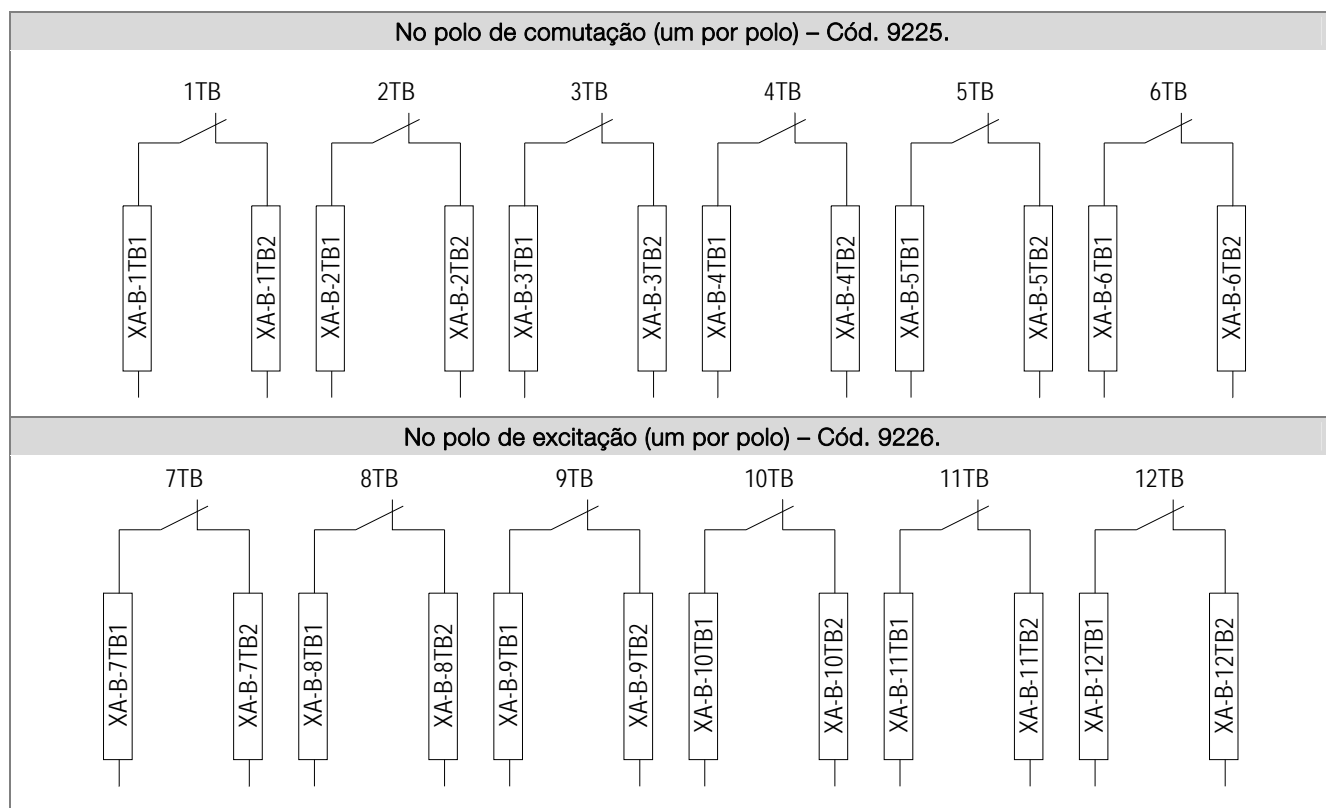 No polo de comutação (um por polo) – Cód. 9225.
1TB 2TB 3TB 4TB 5TB 6TB
XA-B-1TB1 XA-B-1TB2 XA-B-2TB1 XA-B-2TB2 XA-B-3TB1 XA-B-3TB2 XA-B-4TB1 XA-B-4TB2 XA-B-5TB1 XA-B-5TB2 XA-B-6TB1 XA-B-6TB2
No polo de excitação (um por polo) – Cód. 9226.
7TB 8TB 9TB 10TB 11TB 12TB
XA-B-7TB1 XA-B-7TB2 XA-B-8TB1 XA-B-8TB2 XA-B-9TB1 XA-B-9TB2 XA-B-10TB1 XA-B-10TB2 XA-B-11TB1 XA-B-11TB2 XA-B-12TB1 XA-B-12TB2